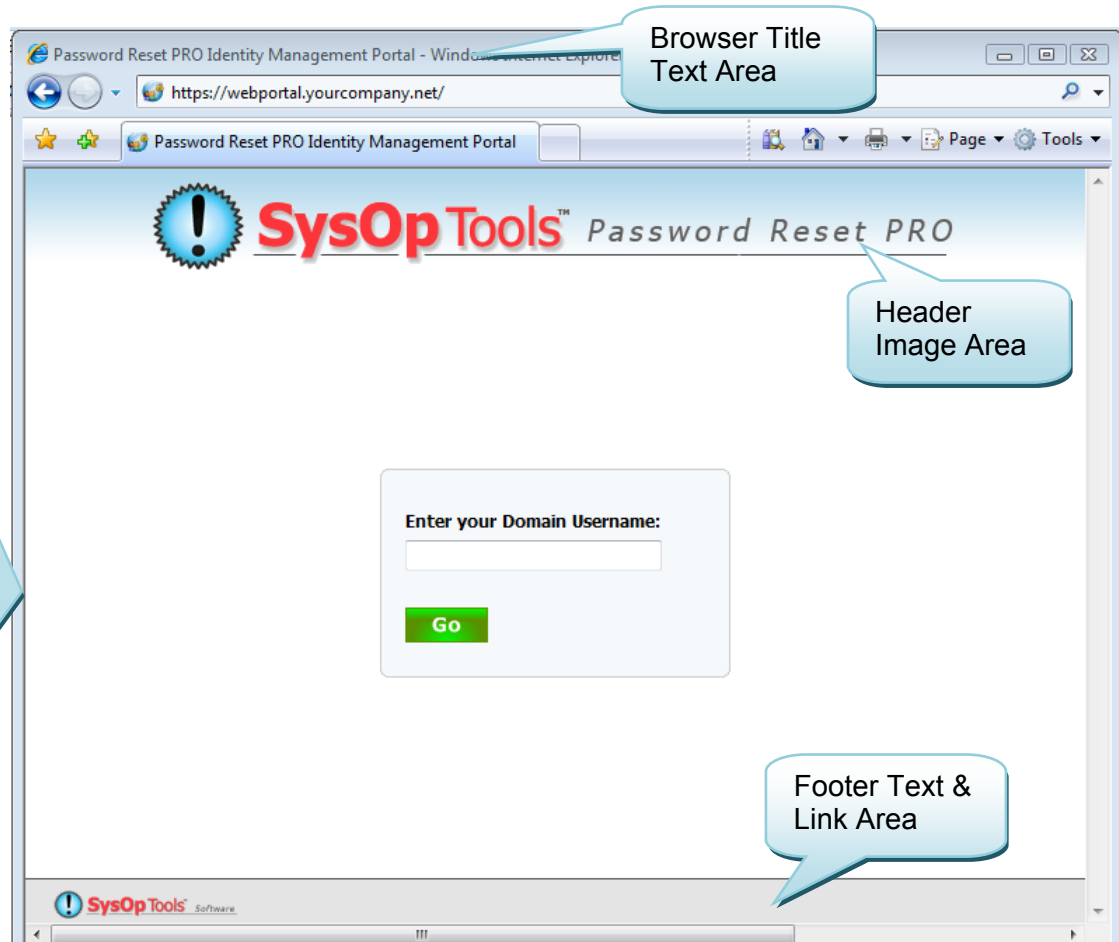 Browser Title
Text Area
Password Reset PRO Identity Management Portal - Windows Internet Explorer
https://webportal.yourcompany.net/
Password Reset PRO Identity Management Portal
Page
Tools
SysOp Tools™ Password Reset PRO
Header
Image Area
Enter your Domain Username:
Go
Footer Text &
Link Area
SysOp Tools Software